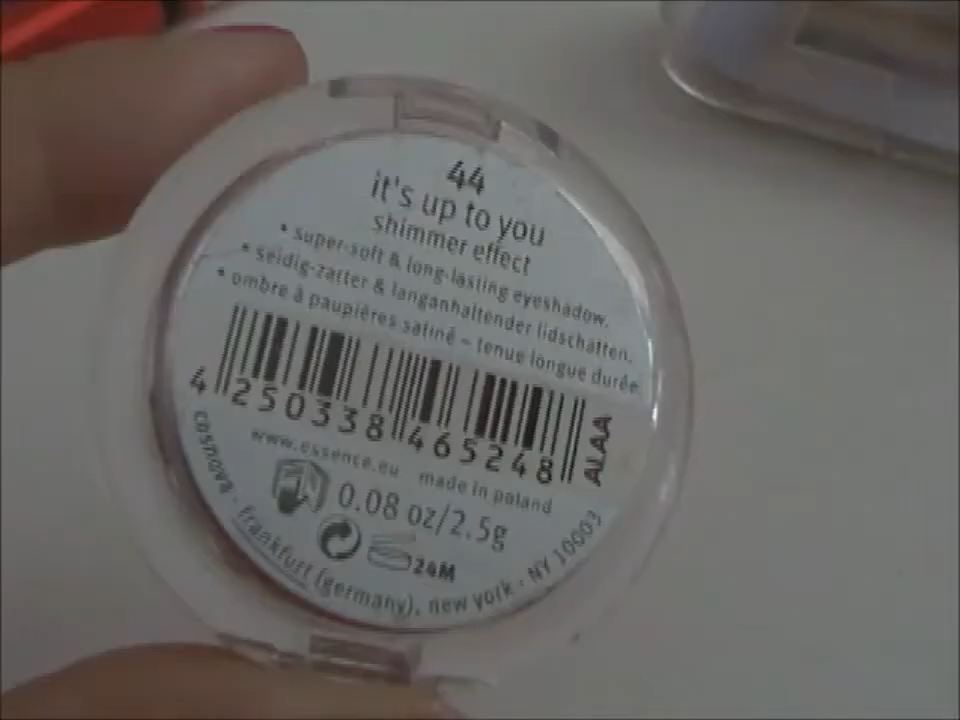 44
it's up to you
shimmer effect
• super-soft & long-lasting eyeshadow.
• seidig-zarter & langanhaltender lidschatten.
• ombre à paupières satiné – tenue longue durée
4 250338 465248
ALAA
www.essence.eu made in poland
0.08 oz/2.5g
24M
cosnova · frankfurt (germany), new york · NY 10003